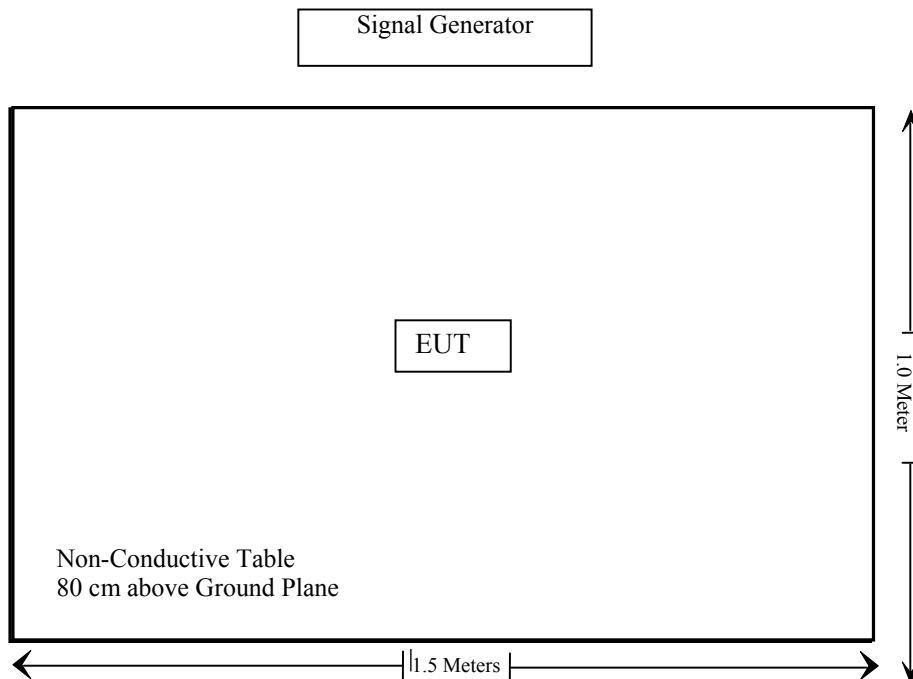 Signal Generator
EUT
1.0 Meter
Non-Conductive Table
80 cm above Ground Plane
1.5 Meters